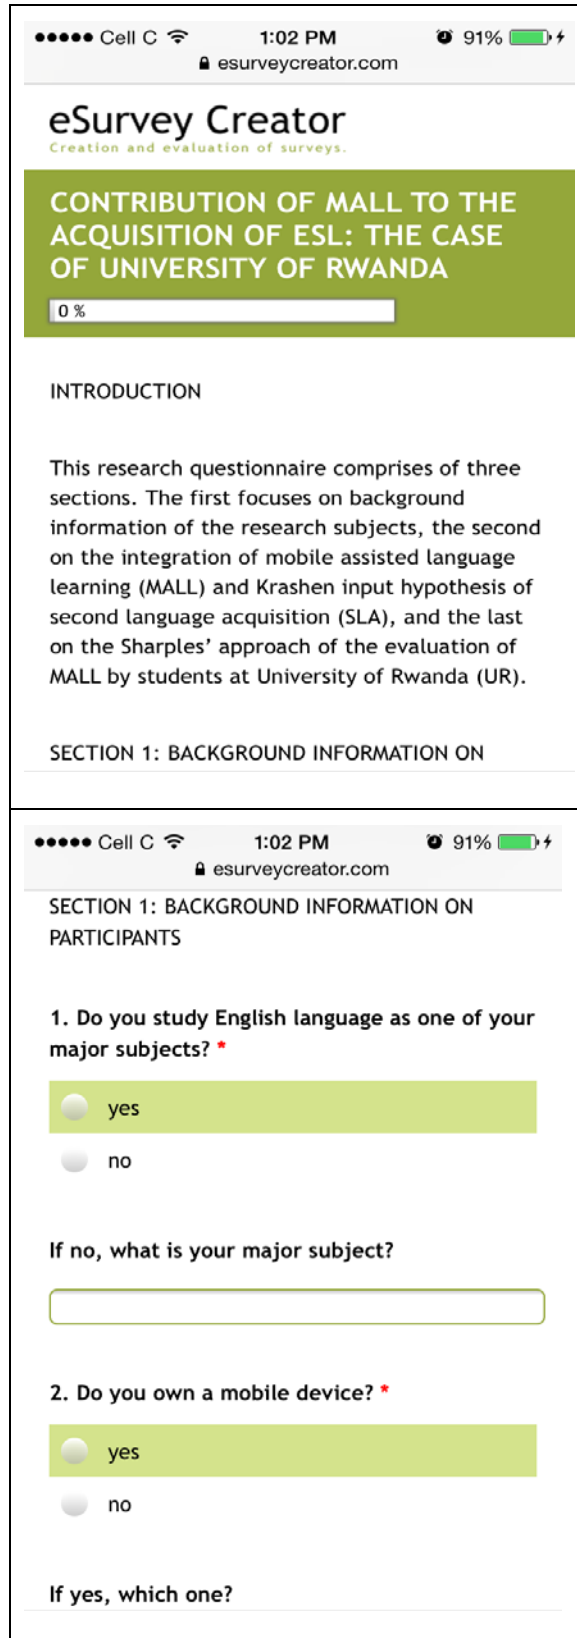 Cell C 1:02 PM 91%
esurveycreator.com
eSurvey Creator
Creation and evaluation of surveys.
CONTRIBUTION OF MALL TO THE
ACQUISITION OF ESL: THE CASE
OF UNIVERSITY OF RWANDA
0 %
INTRODUCTION
This research questionnaire comprises of three
sections. The first focuses on background
information of the research subjects, the second
on the integration of mobile assisted language
learning (MALL) and Krashen input hypothesis of
second language acquisition (SLA), and the last
on the Sharples’ approach of the evaluation of
MALL by students at University of Rwanda (UR).
SECTION 1: BACKGROUND INFORMATION ON
Cell C 1:02 PM 91%
esurveycreator.com
SECTION 1: BACKGROUND INFORMATION ON
PARTICIPANTS
1. Do you study English language as one of your
major subjects? *
yes
no
If no, what is your major subject?
2. Do you own a mobile device? *
yes
no
If yes, which one?